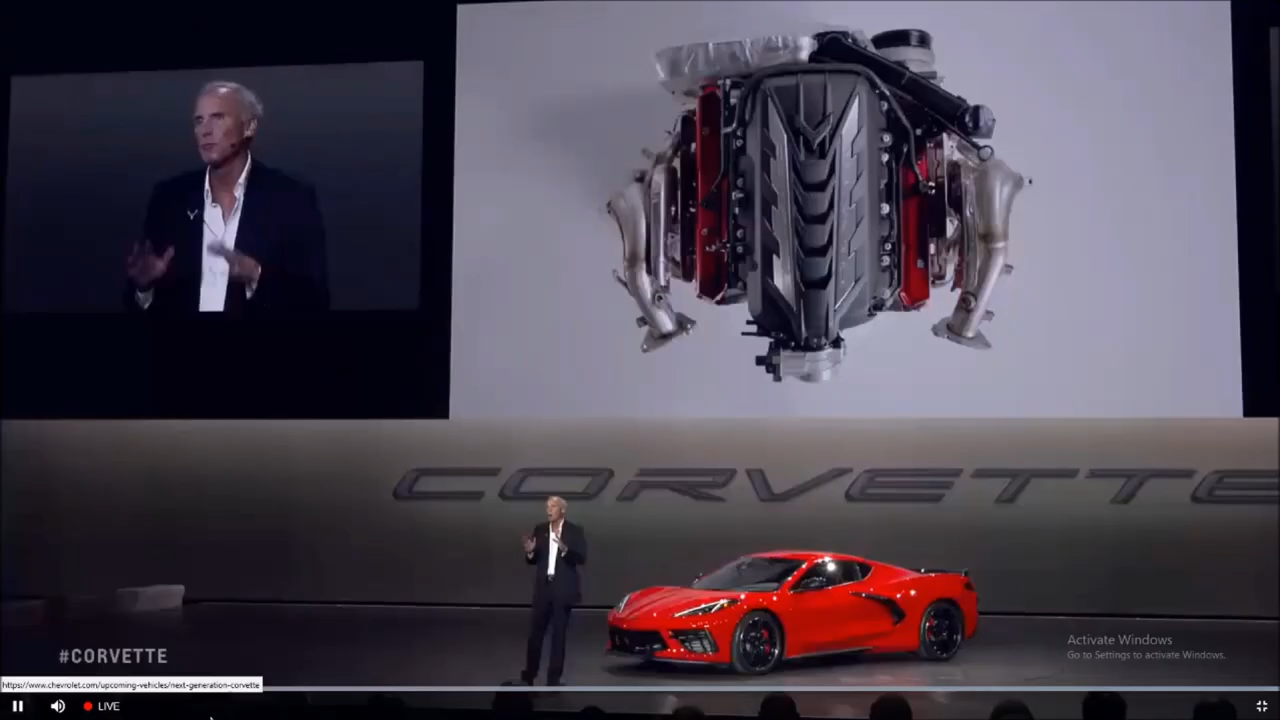 CORVETTE
#CORVETTE
Activate Windows
Go to Settings to activate Windows.
https://www.chevrolet.com/upcoming-vehicles/next-generation-corvette
LIVE